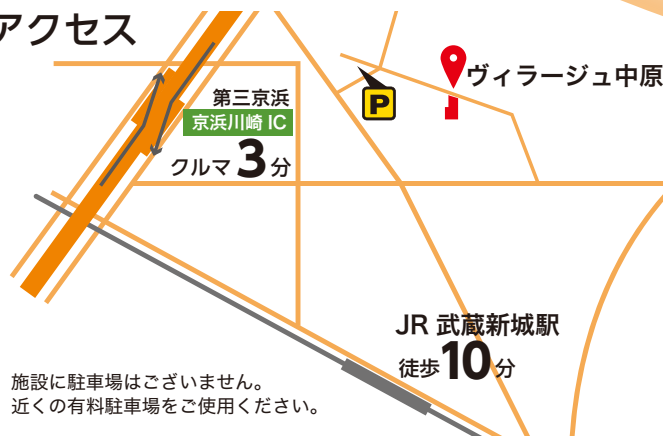 アクセス
ヴィラージュ中原
P
第三京浜
京浜川崎 IC
クルマ 3 分
JR 武蔵新城駅
徒歩 10 分
施設に駐車場はございません。
近くの有料駐車場をご使用ください。